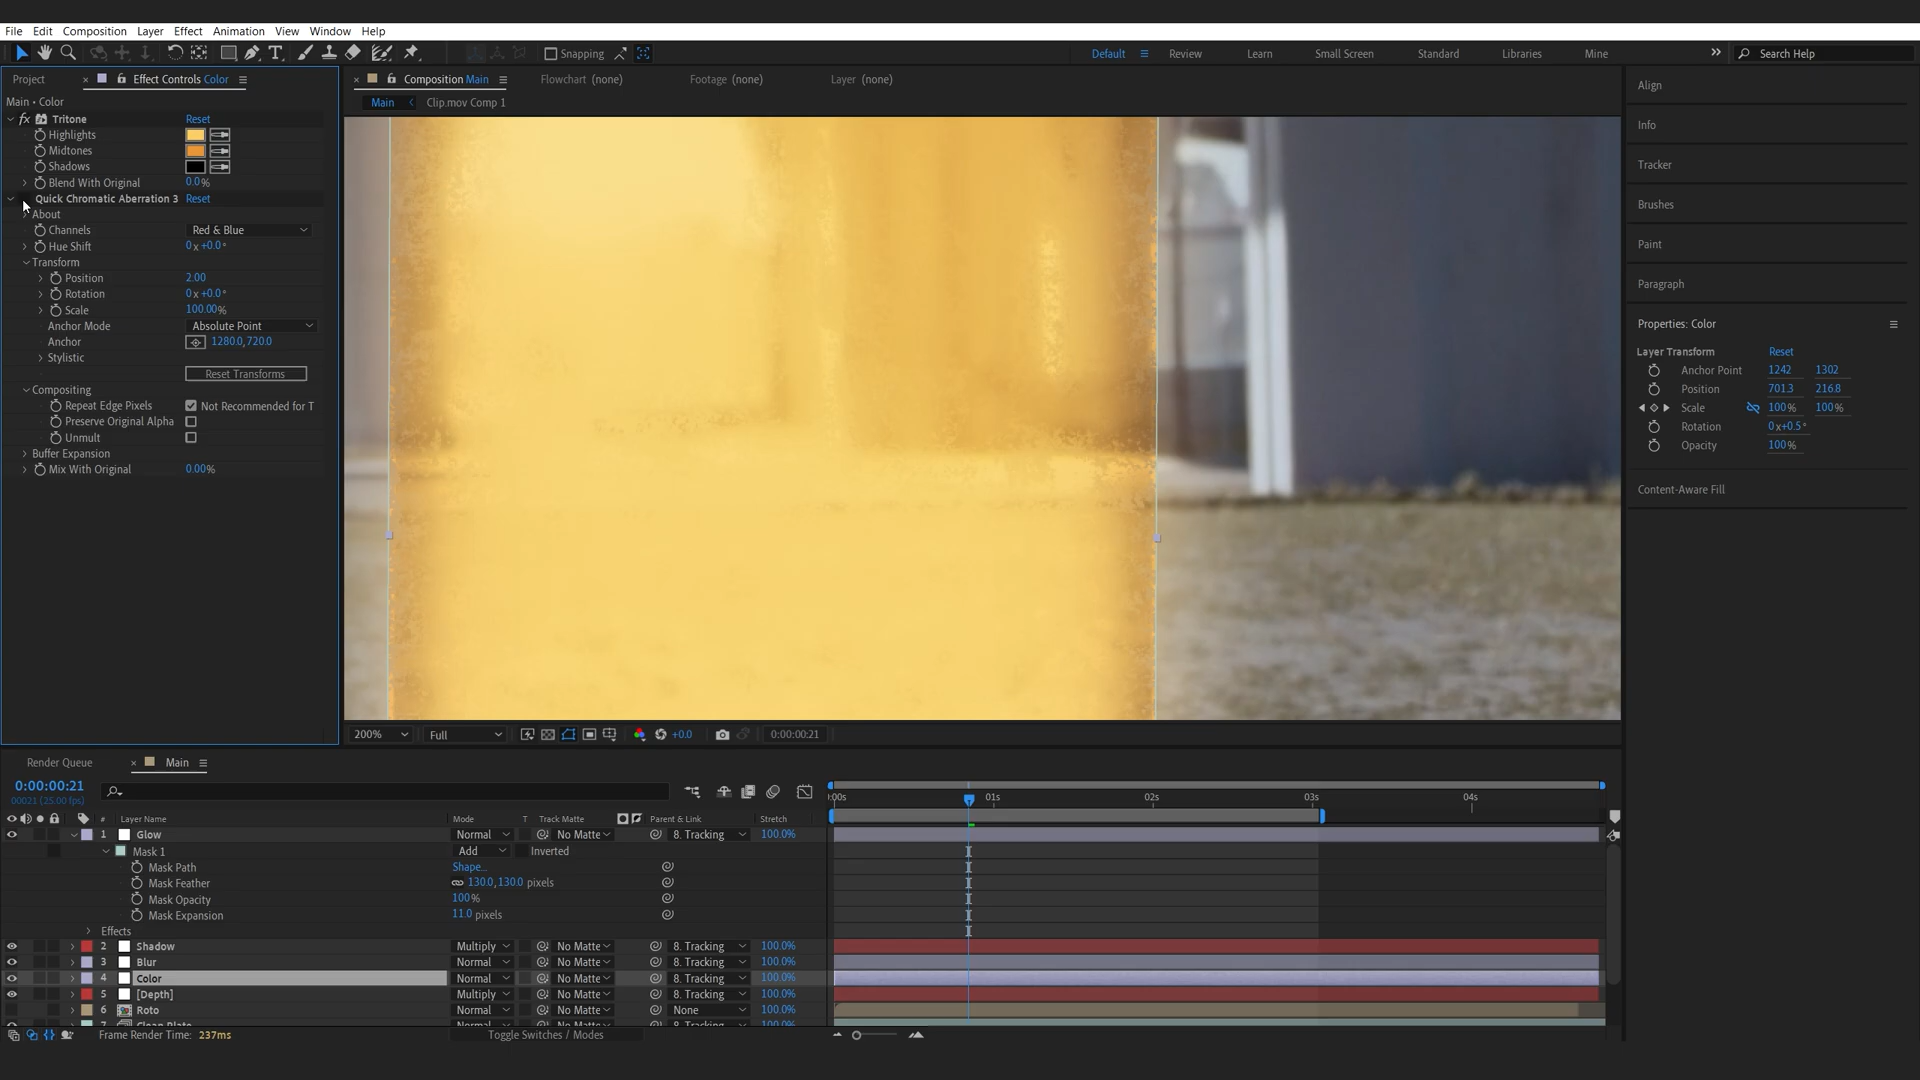 File Edit Composition Layer Effect Animation View Window Help
Snapping Default Review Learn Small Screen Standard Libraries Mine Search Help
Project Effect Controls Color
Main • Color
fx Tritone Reset
Highlights
Midtones
Shadows
Blend With Original 0.0%
Quick Chromatic Aberration 3 Reset
About
Channels Red & Blue
Hue Shift 0x+0.0°
Transform
Position 2.00
Rotation 0x+0.0°
Scale 100.00%
Anchor Mode Absolute Point
Anchor 1280.0,720.0
Stylistic
Reset Transforms
Compositing
Repeat Edge Pixels Not Recommended for T
Preserve Original Alpha
Unmult
Buffer Expansion
Mix With Original 0.00%
Composition Main Flowchart (none) Footage (none) Layer (none)
Main Clip.mov Comp 1
200% Full +0.0 0:00:00:21
Align
Info
Tracker
Brushes
Paint
Paragraph
Properties: Color
Layer Transform Reset
Anchor Point 1242 1302
Position 701.3 216.8
Scale 100% 100%
Rotation 0x+0.5°
Opacity 100%
Content-Aware Fill
Render Queue Main
0:00:00:21
00021 (25.00 fps)
:00s 01s 02s 03s 04s
# Layer Name Mode T Track Matte Parent & Link Stretch
1 Glow Normal No Matte 8. Tracking 100.0%
Mask 1 Add Inverted
Mask Path Shape...
Mask Feather 130.0,130.0 pixels
Mask Opacity 100%
Mask Expansion 11.0 pixels
Effects
2 Shadow Multiply No Matte 8. Tracking 100.0%
3 Blur Normal No Matte 8. Tracking 100.0%
4 Color Normal No Matte 8. Tracking 100.0%
5 [Depth] Multiply No Matte 8. Tracking 100.0%
6 Roto Normal No Matte None 100.0%
Frame Render Time: 237ms Toggle Switches / Modes